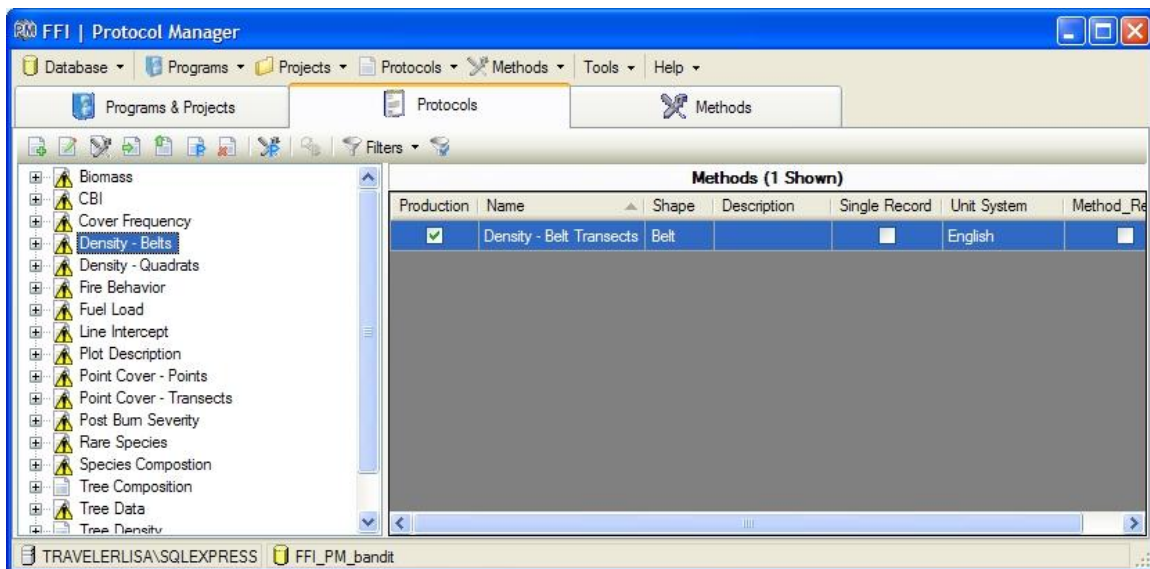 FFI | Protocol Manager
Database Programs Projects Protocols Methods Tools Help
Programs & Projects Protocols Methods
Filters
Biomass
CBI
Cover Frequency
Density - Belts
Density - Quadrats
Fire Behavior
Fuel Load
Line Intercept
Plot Description
Point Cover - Points
Point Cover - Transects
Post Burn Severity
Rare Species
Species Compostion
Tree Composition
Tree Data
Tree Density
Methods (1 Shown)
Production Name Shape Description Single Record Unit System Method_Re
Density - Belt Transects Belt English
TRAVELERLISA\SQLEXPRESS FFI_PM_bandit